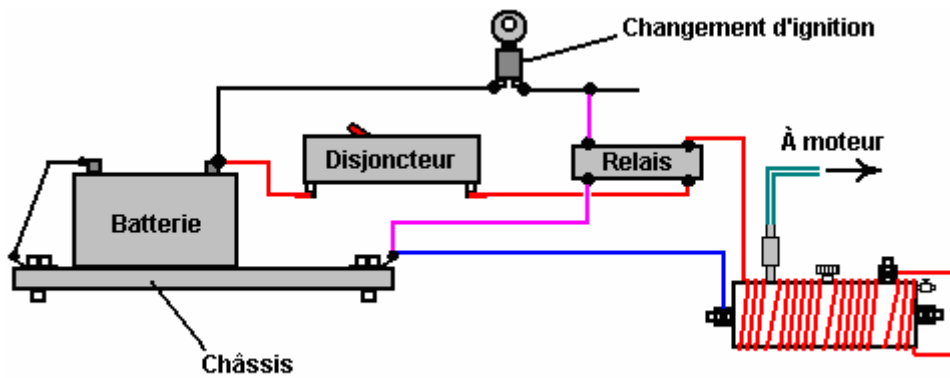 Changement d'ignition
Disjoncteur
Relais
À moteur
Batterie
Châssis